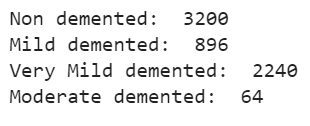 Non demented:  3200
Mild demented:  896
Very Mild demented:  2240
Moderate demented:  64